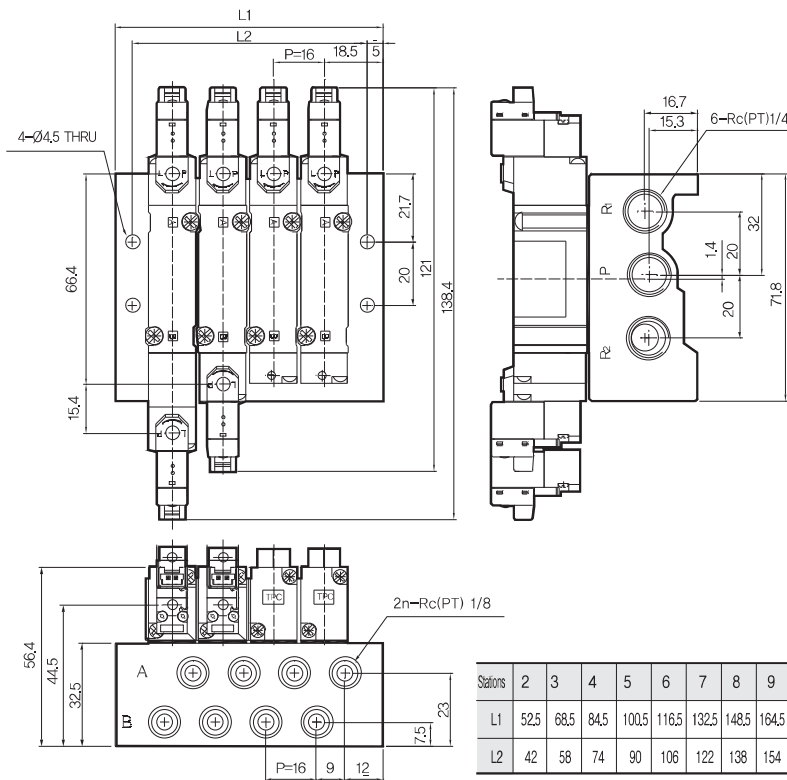 L1
L2
P=16
18.5
5
4-Ø4.5 THRU
L
P
L
P
L
P
L
P
A
A
A
A
21.7
20
66.4
121
138.4
B
B
B
B
P
L
15.4
L
P
16.7
15.3
6-Rc(PT)1/4
R1
P
R2
1.4
20
32
20
71.8
TPC
TPC
2n-Rc(PT) 1/8
56.4
44.5
32.5
A
B
23
7.5
P=16
9
12
Stations 2 3 4 5 6 7 8 9
L1 52.5 68.5 84.5 100.5 116.5 132.5 148.5 164.5
L2 42 58 74 90 106 122 138 154